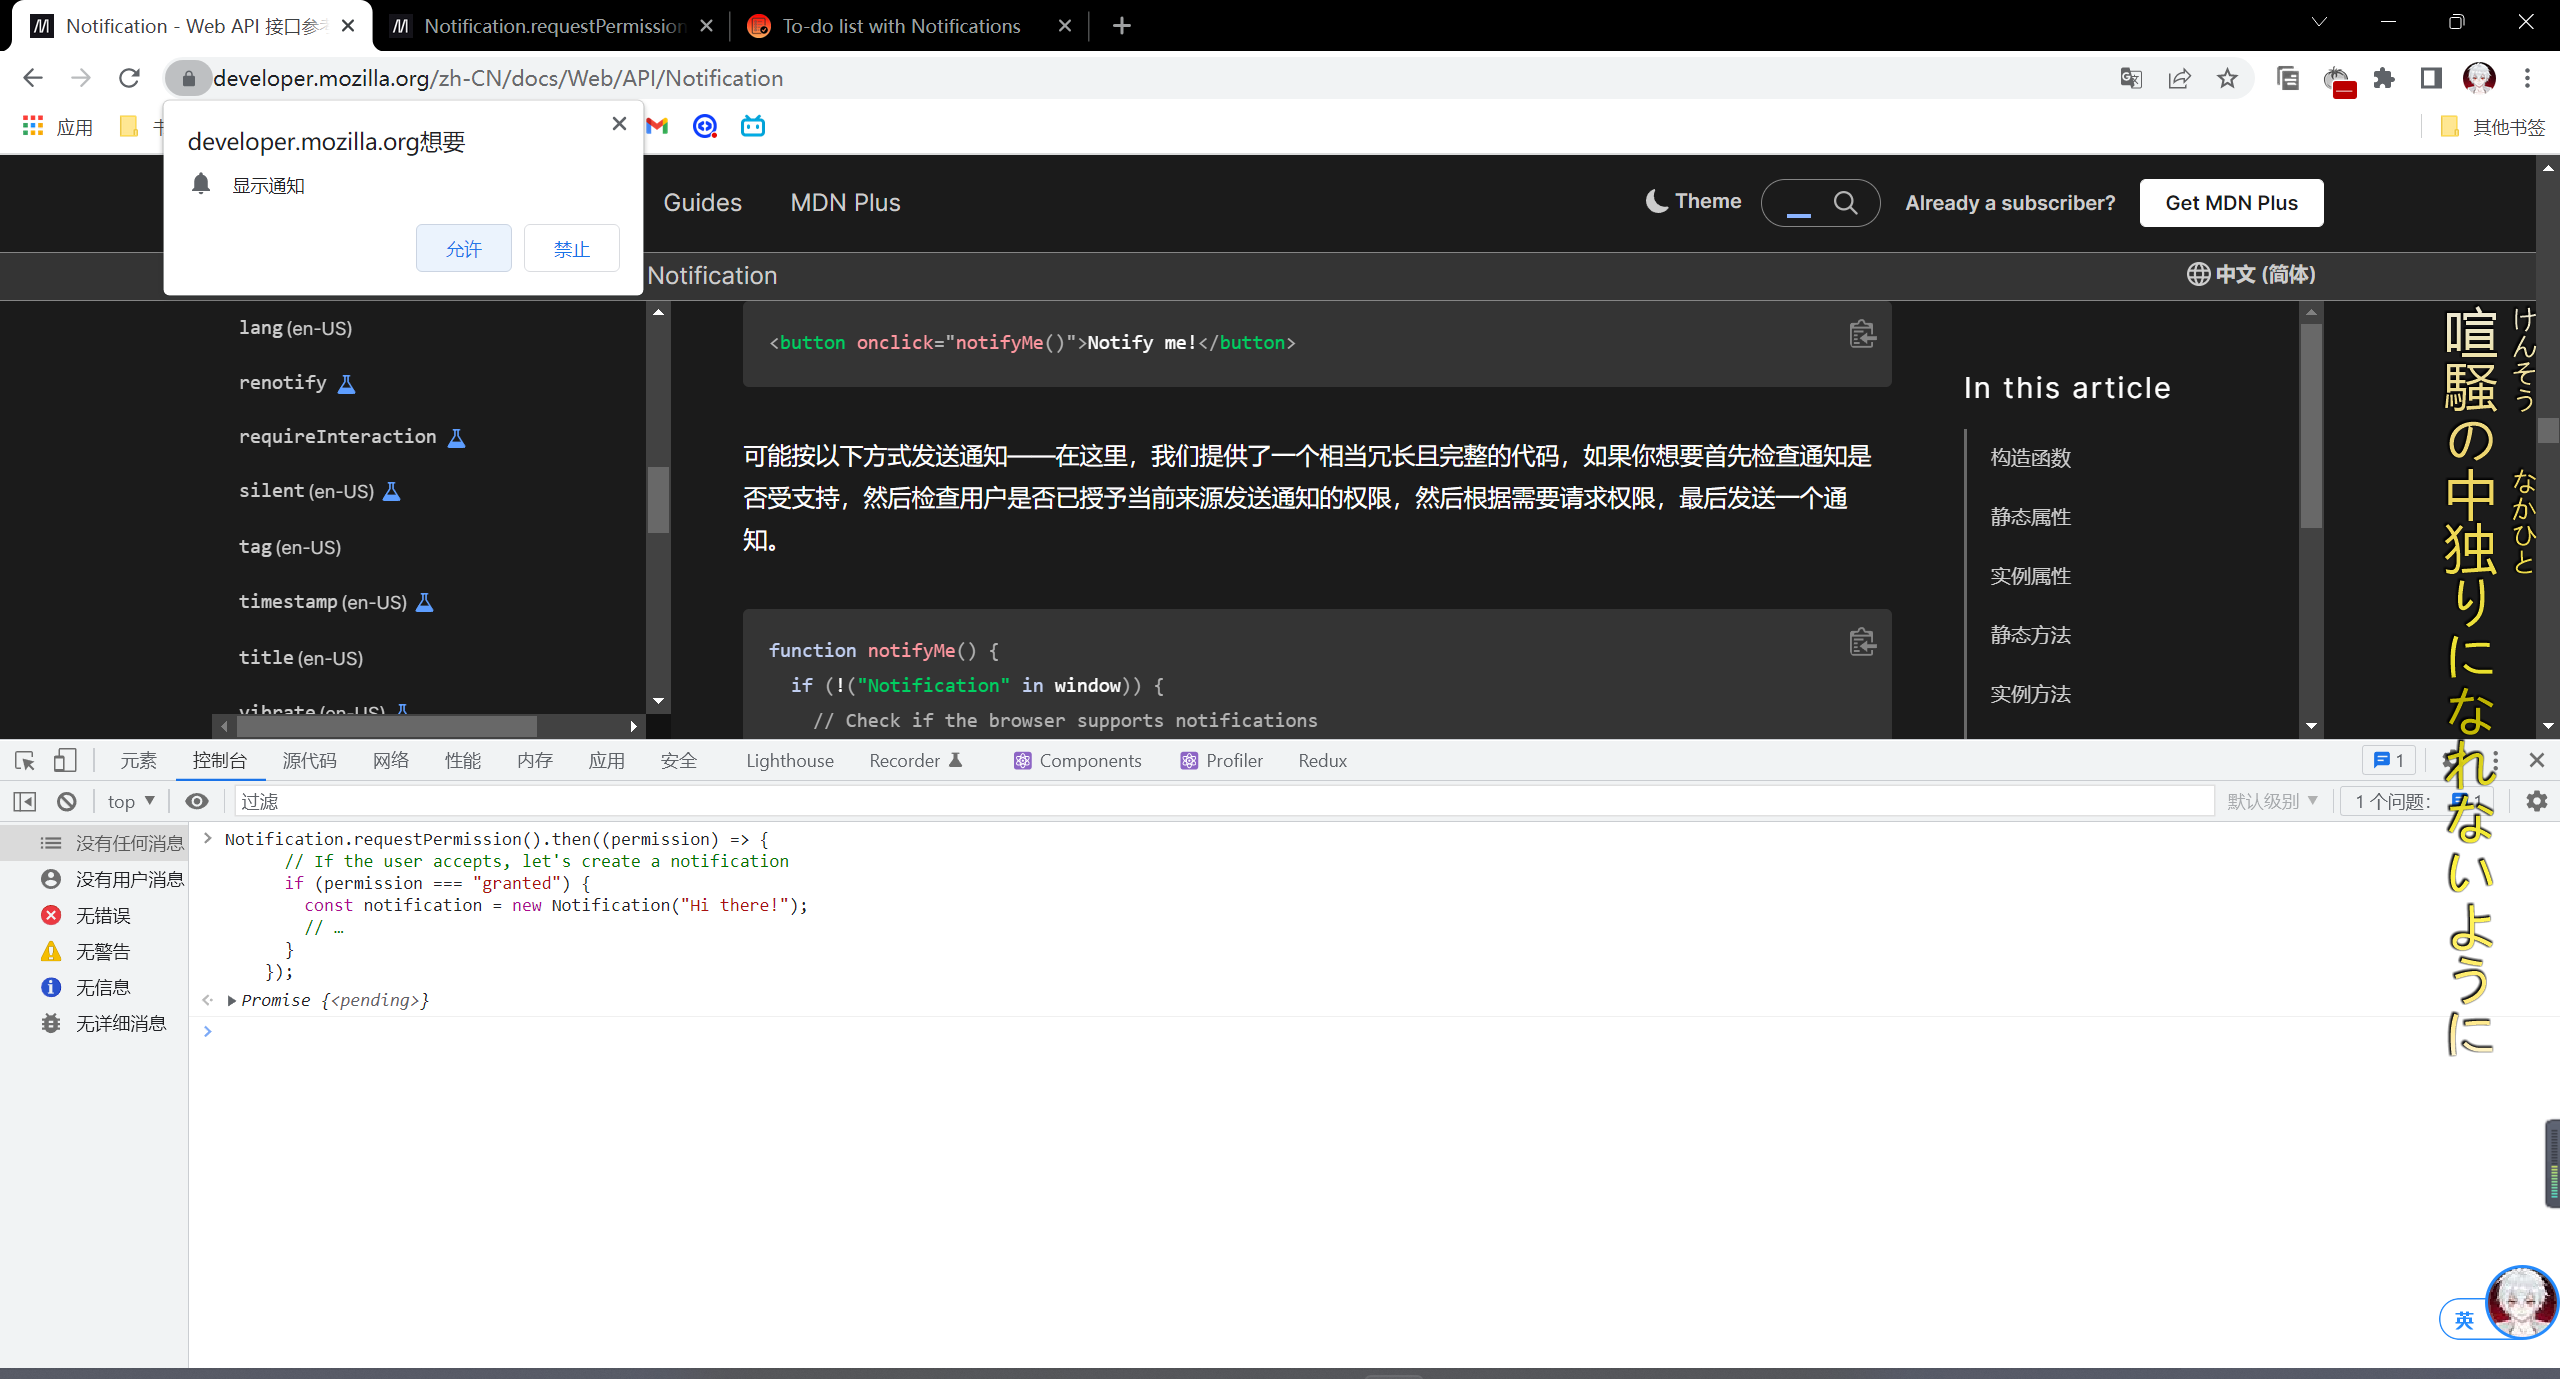 Notification - Web API 接口参考
Notification.requestPermission
To-do list with Notifications
developer.mozilla.org/zh-CN/docs/Web/API/Notification
应用
其他书签
developer.mozilla.org想要
显示通知
允许
禁止
Guides
MDN Plus
Theme
Already a subscriber?
Get MDN Plus
Notification
中文 (简体)
lang (en-US)
renotify
requireInteraction
silent (en-US)
tag (en-US)
timestamp (en-US)
title (en-US)
vibrate (en-US)
<button onclick="notifyMe()">Notify me!</button>
可能按以下方式发送通知——在这里，我们提供了一个相当冗长且完整的代码，如果你想要首先检查通知是
否受支持，然后检查用户是否已授予当前来源发送通知的权限，然后根据需要请求权限，最后发送一个通
知。
function notifyMe() {
if (!("Notification" in window)) {
// Check if the browser supports notifications
In this article
构造函数
静态属性
实例属性
静态方法
实例方法
けんそう なかひと
喧騒の中独りになれないように
元素
控制台
源代码
网络
性能
内存
应用
安全
Lighthouse
Recorder
Components
Profiler
Redux
1
top
过滤
默认级别
1 个问题：
1
没有任何消息
没有用户消息
无错误
无警告
无信息
无详细消息
Notification.requestPermission().then((permission) => {
// If the user accepts, let's create a notification
if (permission === "granted") {
const notification = new Notification("Hi there!");
// …
}
});
Promise {<pending>}
英